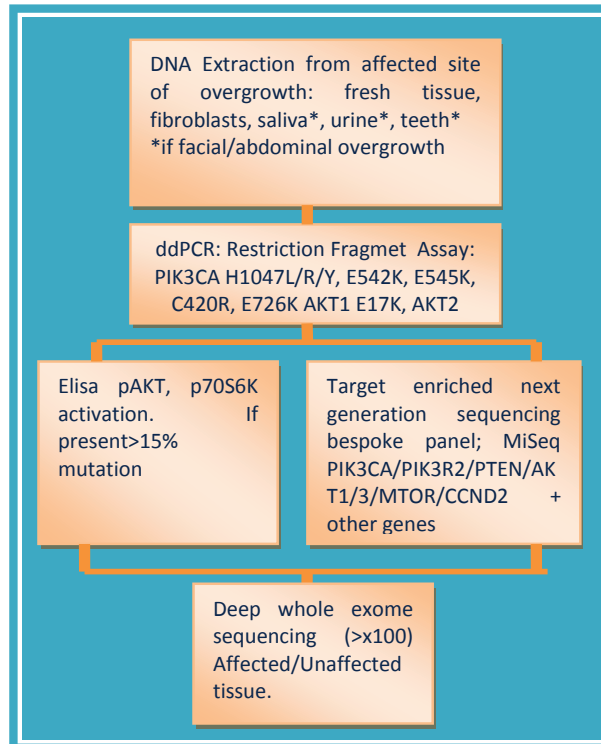 DNA Extraction from affected site
of overgrowth: fresh tissue,
fibroblasts, saliva*, urine*, teeth*
*if facial/abdominal overgrowth
ddPCR: Restriction Fragmet Assay:
PIK3CA H1047L/R/Y, E542K, E545K,
C420R, E726K AKT1 E17K, AKT2
Elisa pAKT, p70S6K
activation. If
present>15%
mutation
Target enriched next
generation sequencing
bespoke panel; MiSeq
PIK3CA/PIK3R2/PTEN/AK
T1/3/MTOR/CCND2 +
other genes
Deep whole exome
sequencing (>x100)
Affected/Unaffected
tissue.